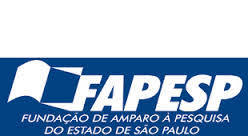 FAPESP
FUNDAÇÃO DE AMPARO À PESQUISA
DO ESTADO DE SÃO PAULO